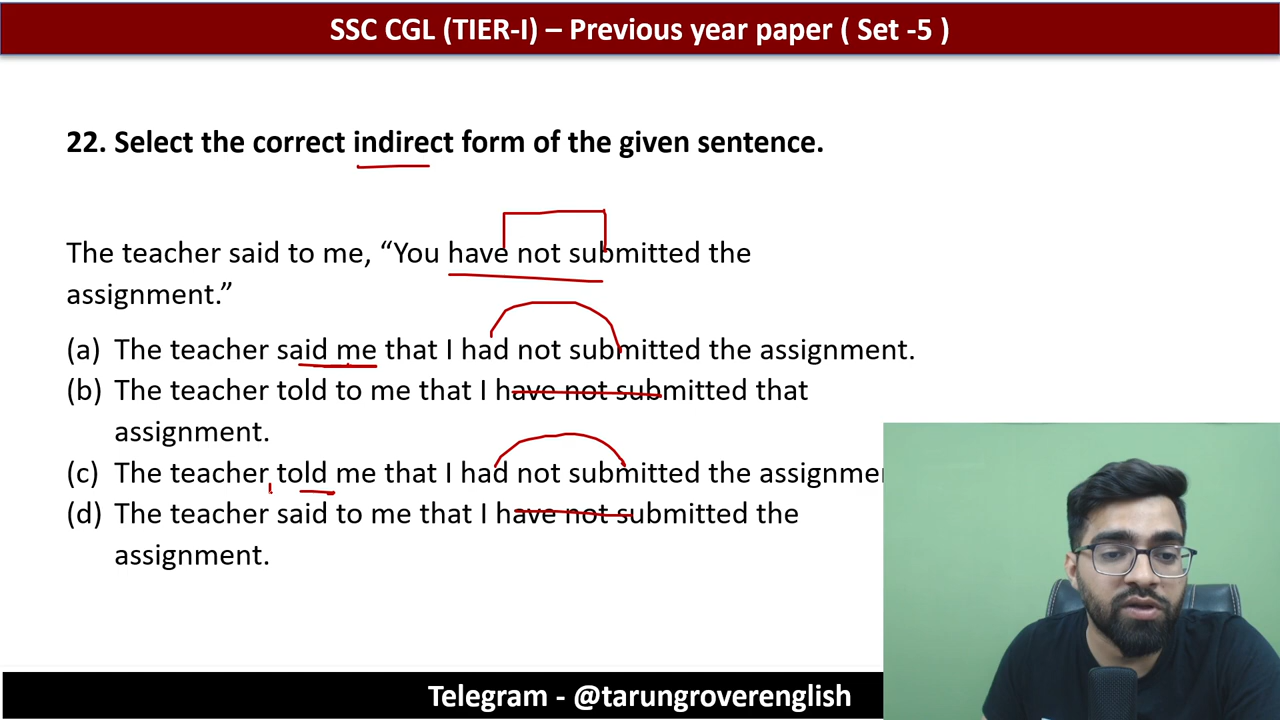 SSC CGL (TIER-I) – Previous year paper ( Set -5 )
22. Select the correct indirect form of the given sentence.
The teacher said to me, “You have not submitted the
assignment.”
(a) The teacher said me that I had not submitted the assignment.
(b) The teacher told to me that I have not submitted that
assignment.
(c) The teacher told me that I had not submitted the
(d) The teacher said to me that I have not submitted the
assignment.
Telegram - @tarungroverenglish